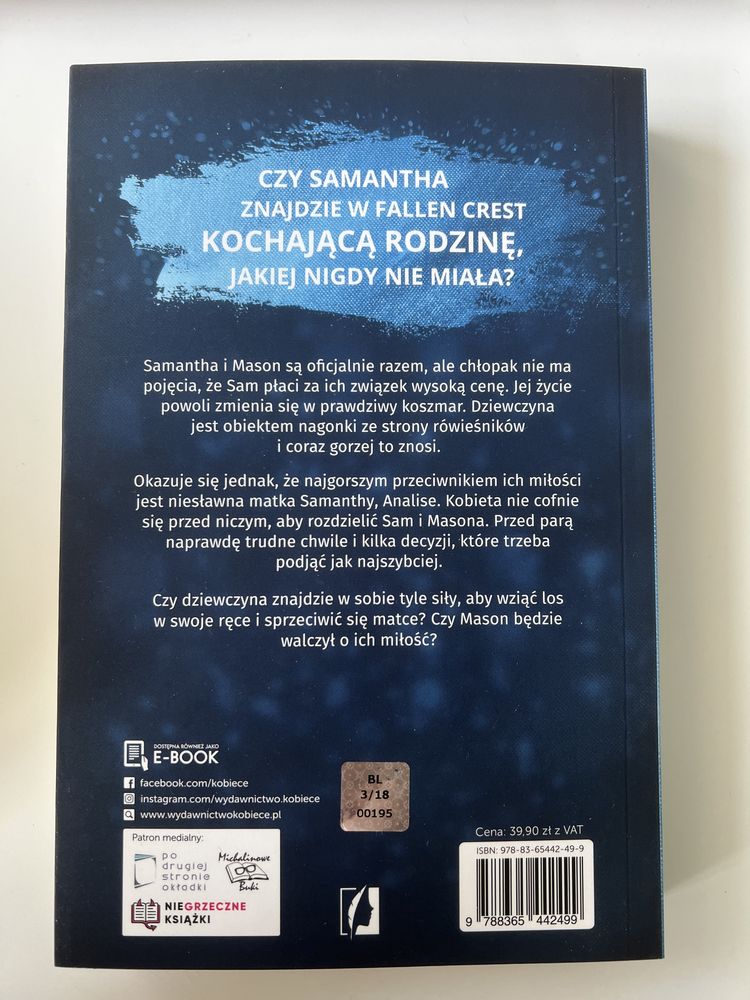 CZY SAMANTHA
ZNAJDZIE W FALLEN CREST
KOCHAJĄCĄ RODZINĘ,
JAKIEJ NIGDY NIE MIAŁA?
Samantha i Mason są oficjalnie razem, ale chłopak nie ma
pojęcia, że Sam płaci za ich związek wysoką cenę. Jej życie
powoli zmienia się w prawdziwy koszmar. Dziewczyna
jest obiektem nagonki ze strony rówieśników
i coraz gorzej to znosi.
Okazuje się jednak, że najgorszym przeciwnikiem ich miłości
jest niesławna matka Samanthy, Analise. Kobieta nie cofnie
się przed niczym, aby rozdzielić Sam i Masona. Przed parą
naprawdę trudne chwile i kilka decyzji, które trzeba
podjąć jak najszybciej.
Czy dziewczyna znajdzie w sobie tyle siły, aby wziąć los
w swoje ręce i sprzeciwić się matce? Czy Mason będzie
walczył o ich miłość?
DOSTĘPNA RÓWNIEŻ JAKO
E-BOOK
facebook.com/kobiece
instagram.com/wydawnictwo.kobiece
www.wydawnictwokobiece.pl
Patron medialny:
po
drugiej
stronie
okładki
Michalinowe
Buki
NIEGRZECZNE
KSIĄŻKI
BL
3/18
00195
Cena: 39,90 zł z VAT
ISBN: 978-83-65442-49-9
9 788365 442499